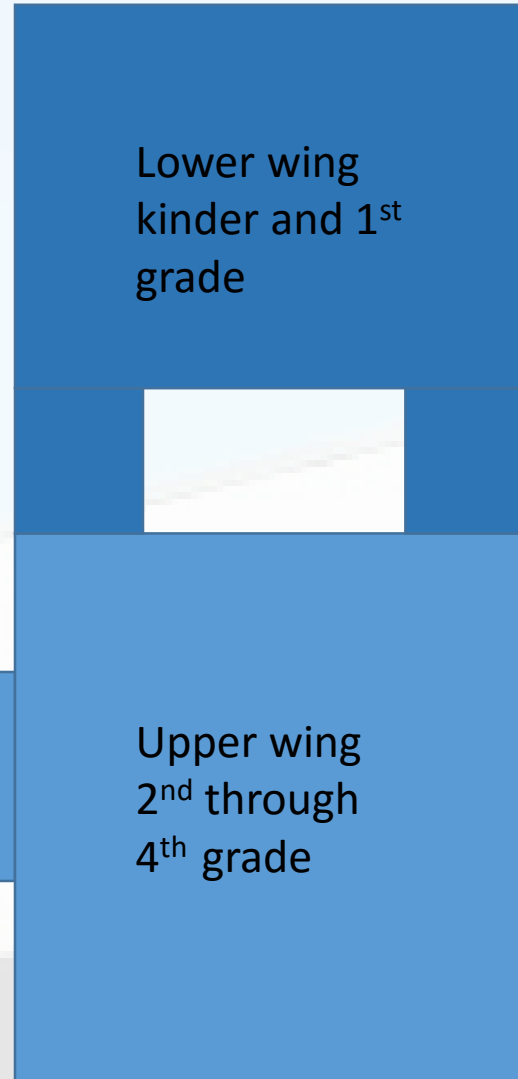 Lower wing
kinder and 1st
grade
Upper wing
2nd through
4th grade